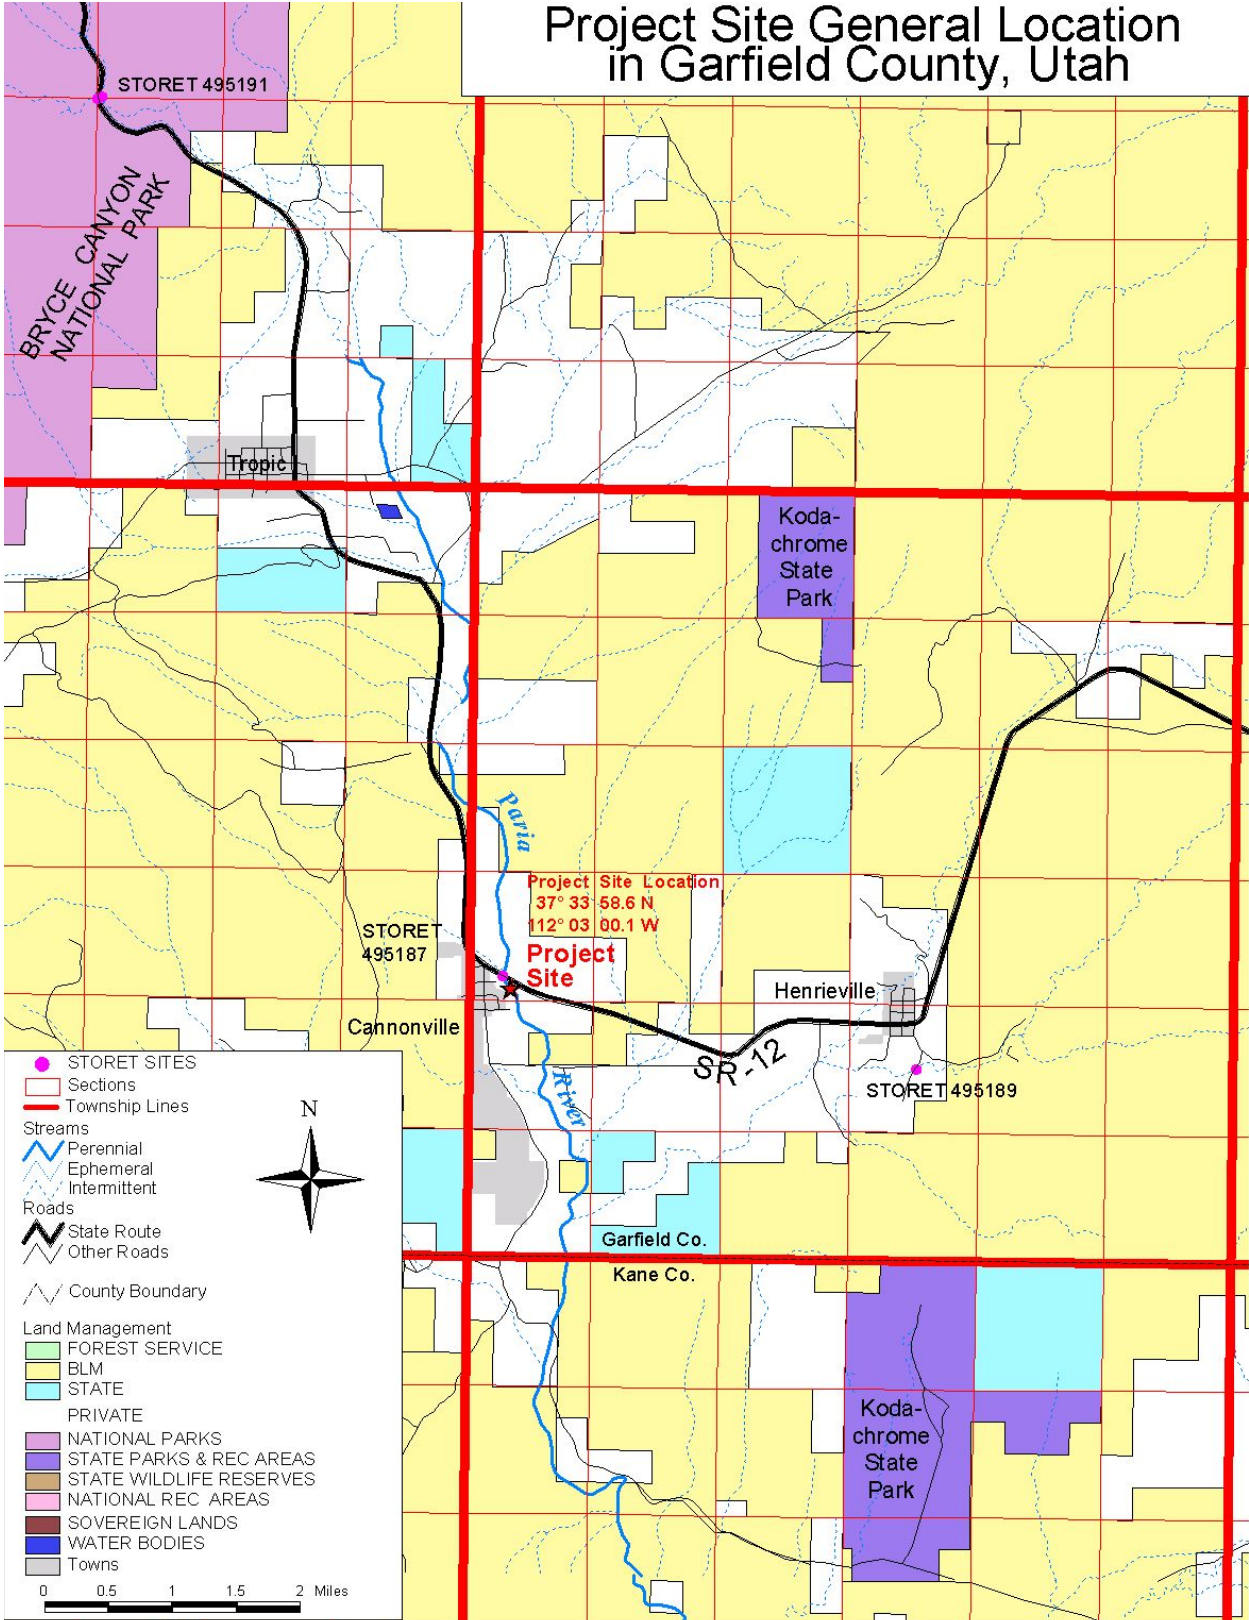 Project Site General Location
in Garfield County, Utah
STORET 495191
BRYCE CANYON
NATIONAL PARK
Tropic
Koda-
chrome
State
Park
Paria
Project Site Location
37° 33 58.6 N
112° 03 00.1 W
STORET
495187
Project
Site
Henrieville
Cannonville
SR-12
STORET 495189
River
Garfield Co.
Kane Co.
Koda-
chrome
State
Park
STORET SITES
Sections
Township Lines
Streams
Perennial
Ephemeral
Intermittent
Roads
State Route
Other Roads
County Boundary
Land Management
FOREST SERVICE
BLM
STATE
PRIVATE
NATIONAL PARKS
STATE PARKS & REC AREAS
STATE WILDLIFE RESERVES
NATIONAL REC AREAS
SOVEREIGN LANDS
WATER BODIES
Towns
N
0 0.5 1 1.5 2 Miles